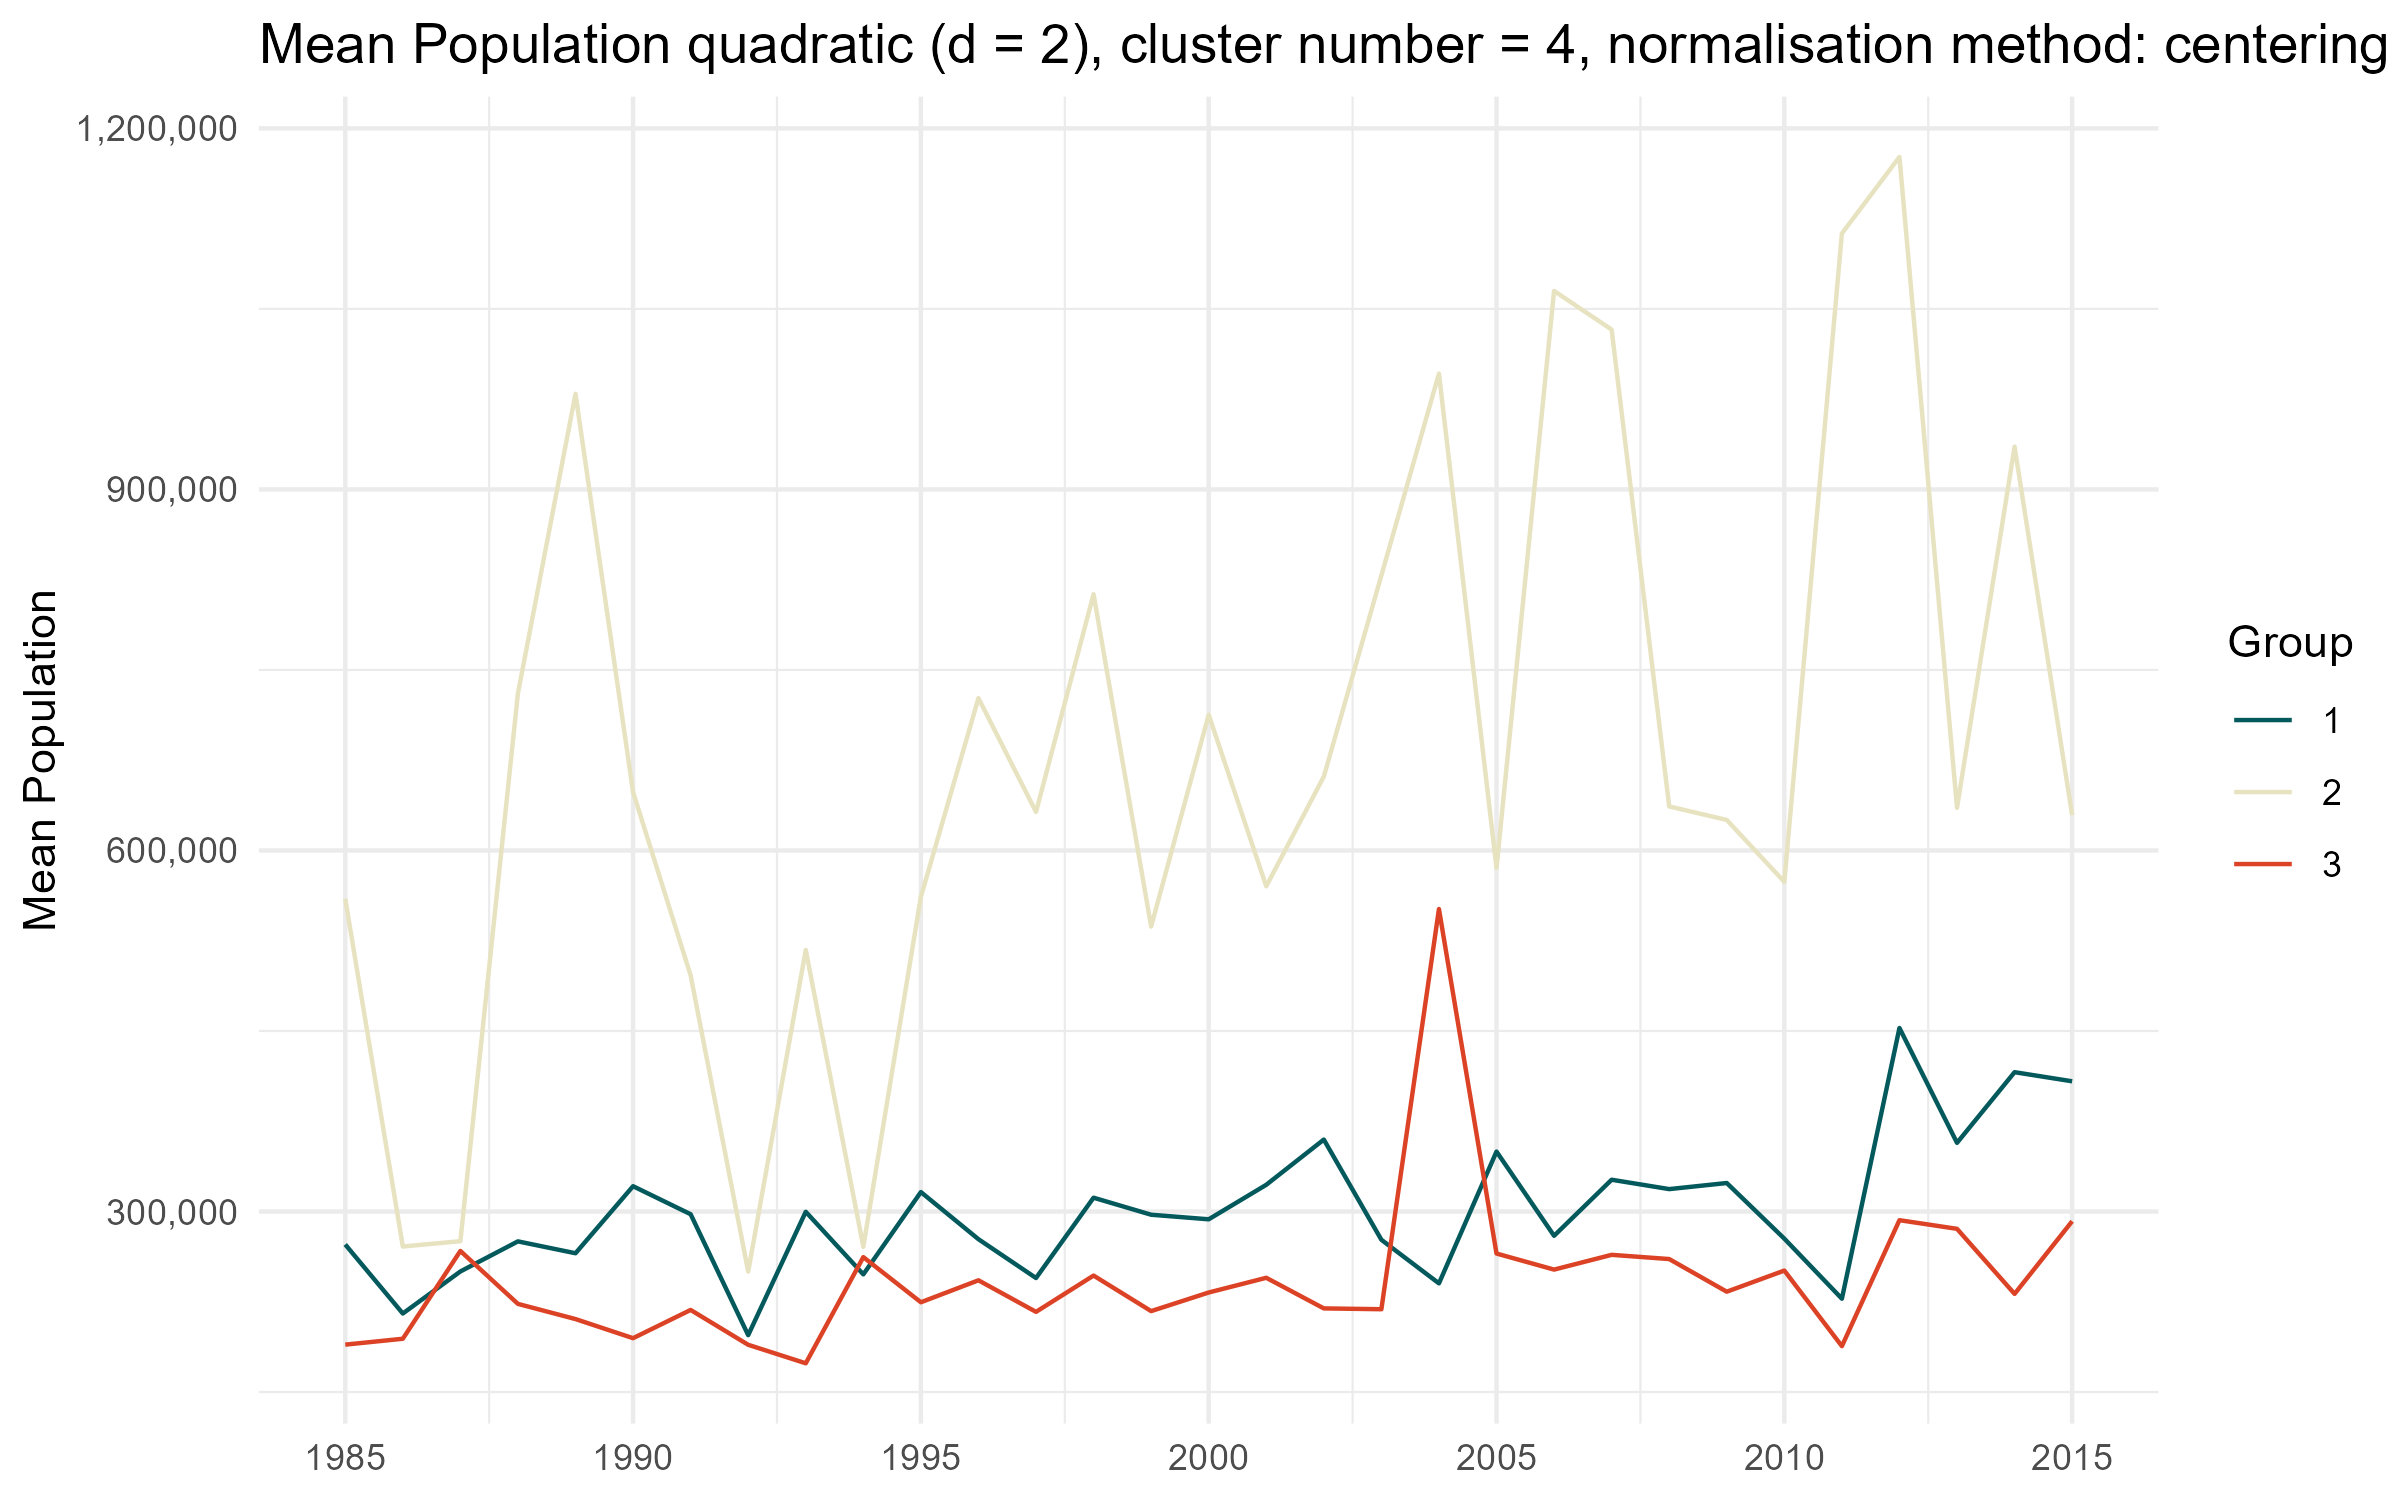 Mean Population quadratic (d = 2), cluster number = 4, normalisation method: centering
Mean Population
1,200,000
900,000
600,000
300,000
1985 1990 1995 2000 2005 2010 2015
Group
1
2
3